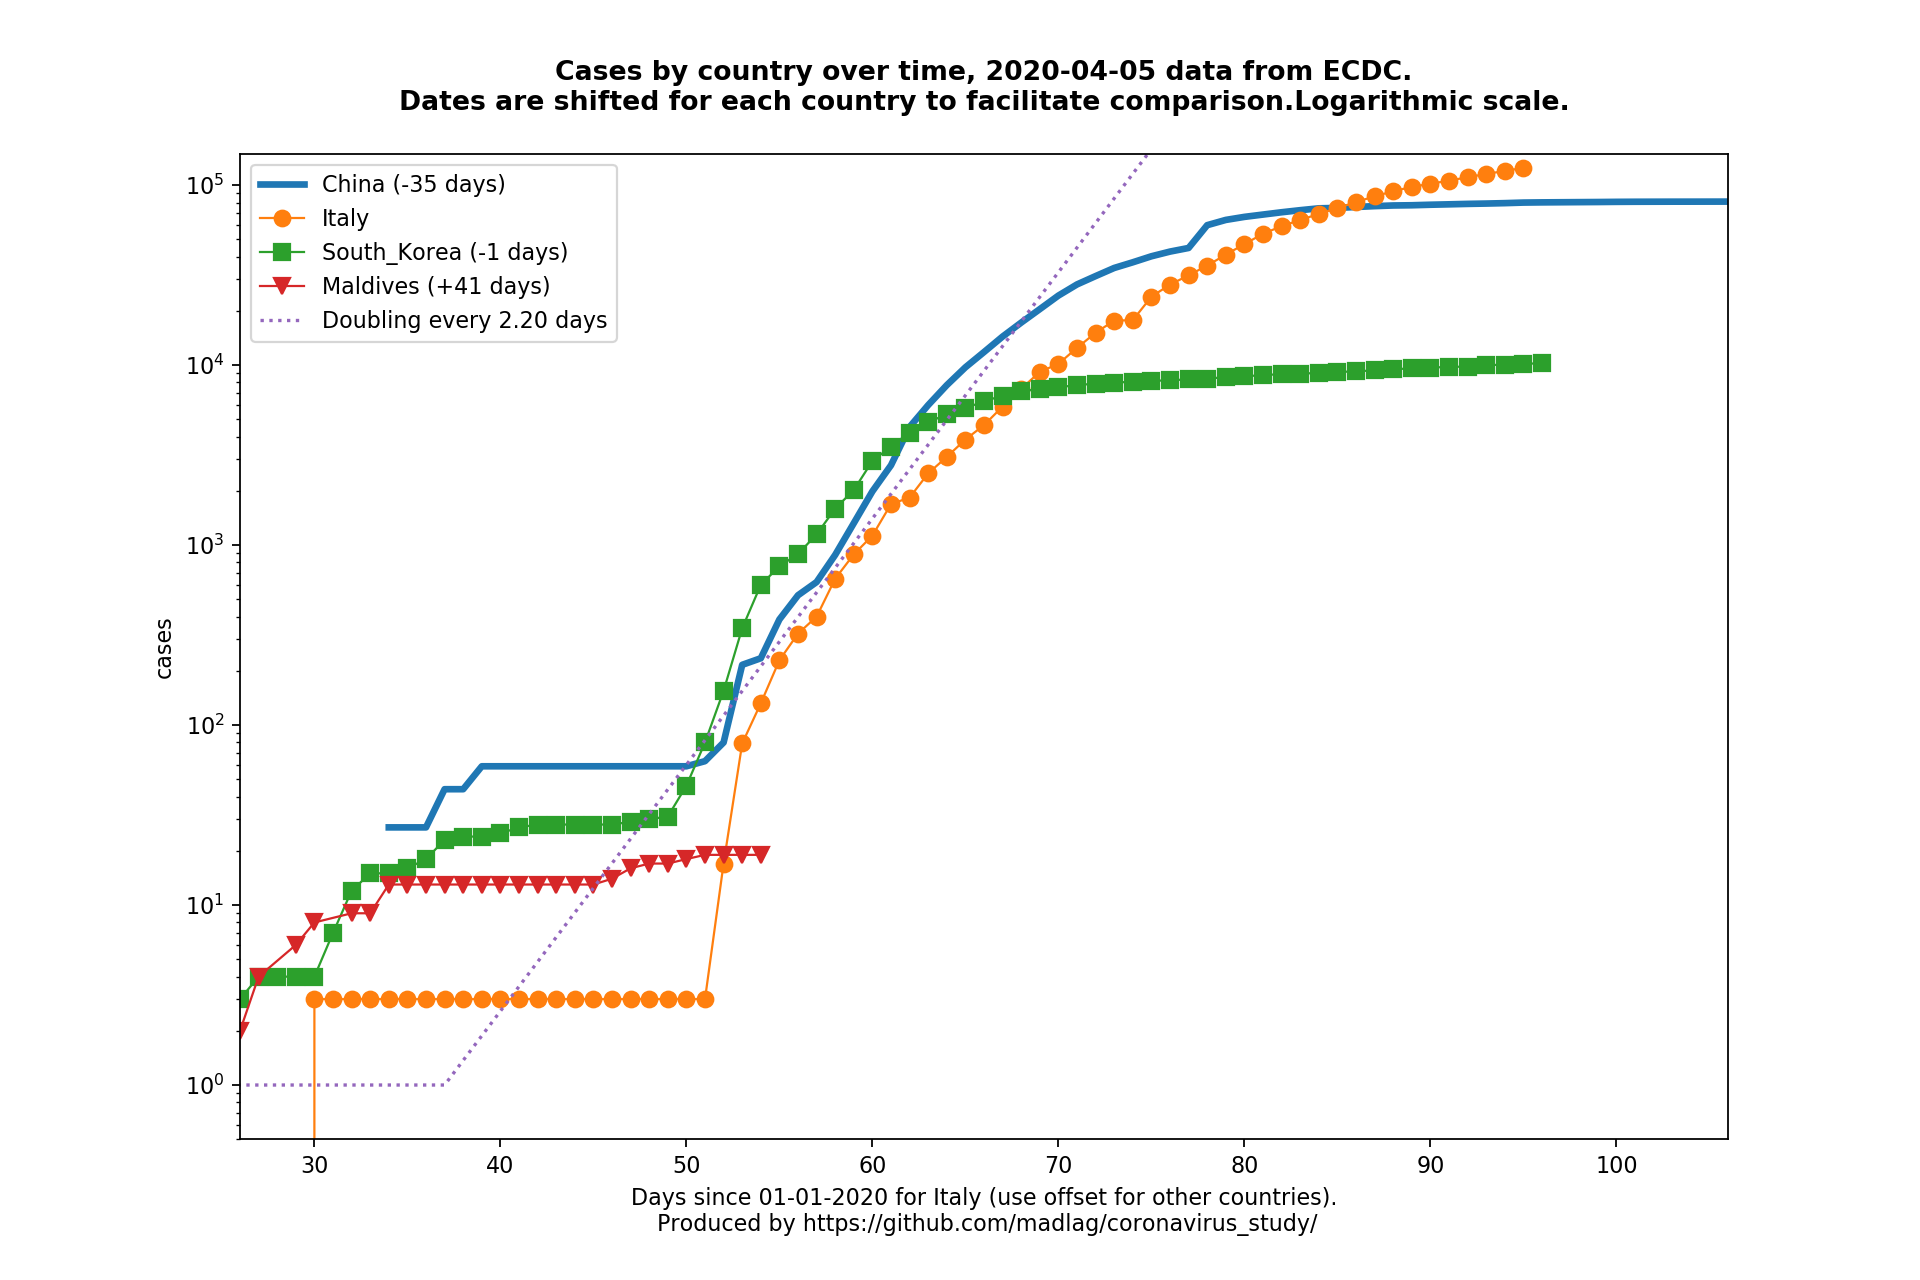 Cases by country over time, 2020-04-05 data from ECDC.
Dates are shifted for each country to facilitate comparison.Logarithmic scale.
China (-35 days)
Italy
South_Korea (-1 days)
Maldives (+41 days)
Doubling every 2.20 days
cases
10^5
10^4
10^3
10^2
10^1
10^0
30 40 50 60 70 80 90 100
Days since 01-01-2020 for Italy (use offset for other countries).
Produced by https://github.com/madlag/coronavirus_study/